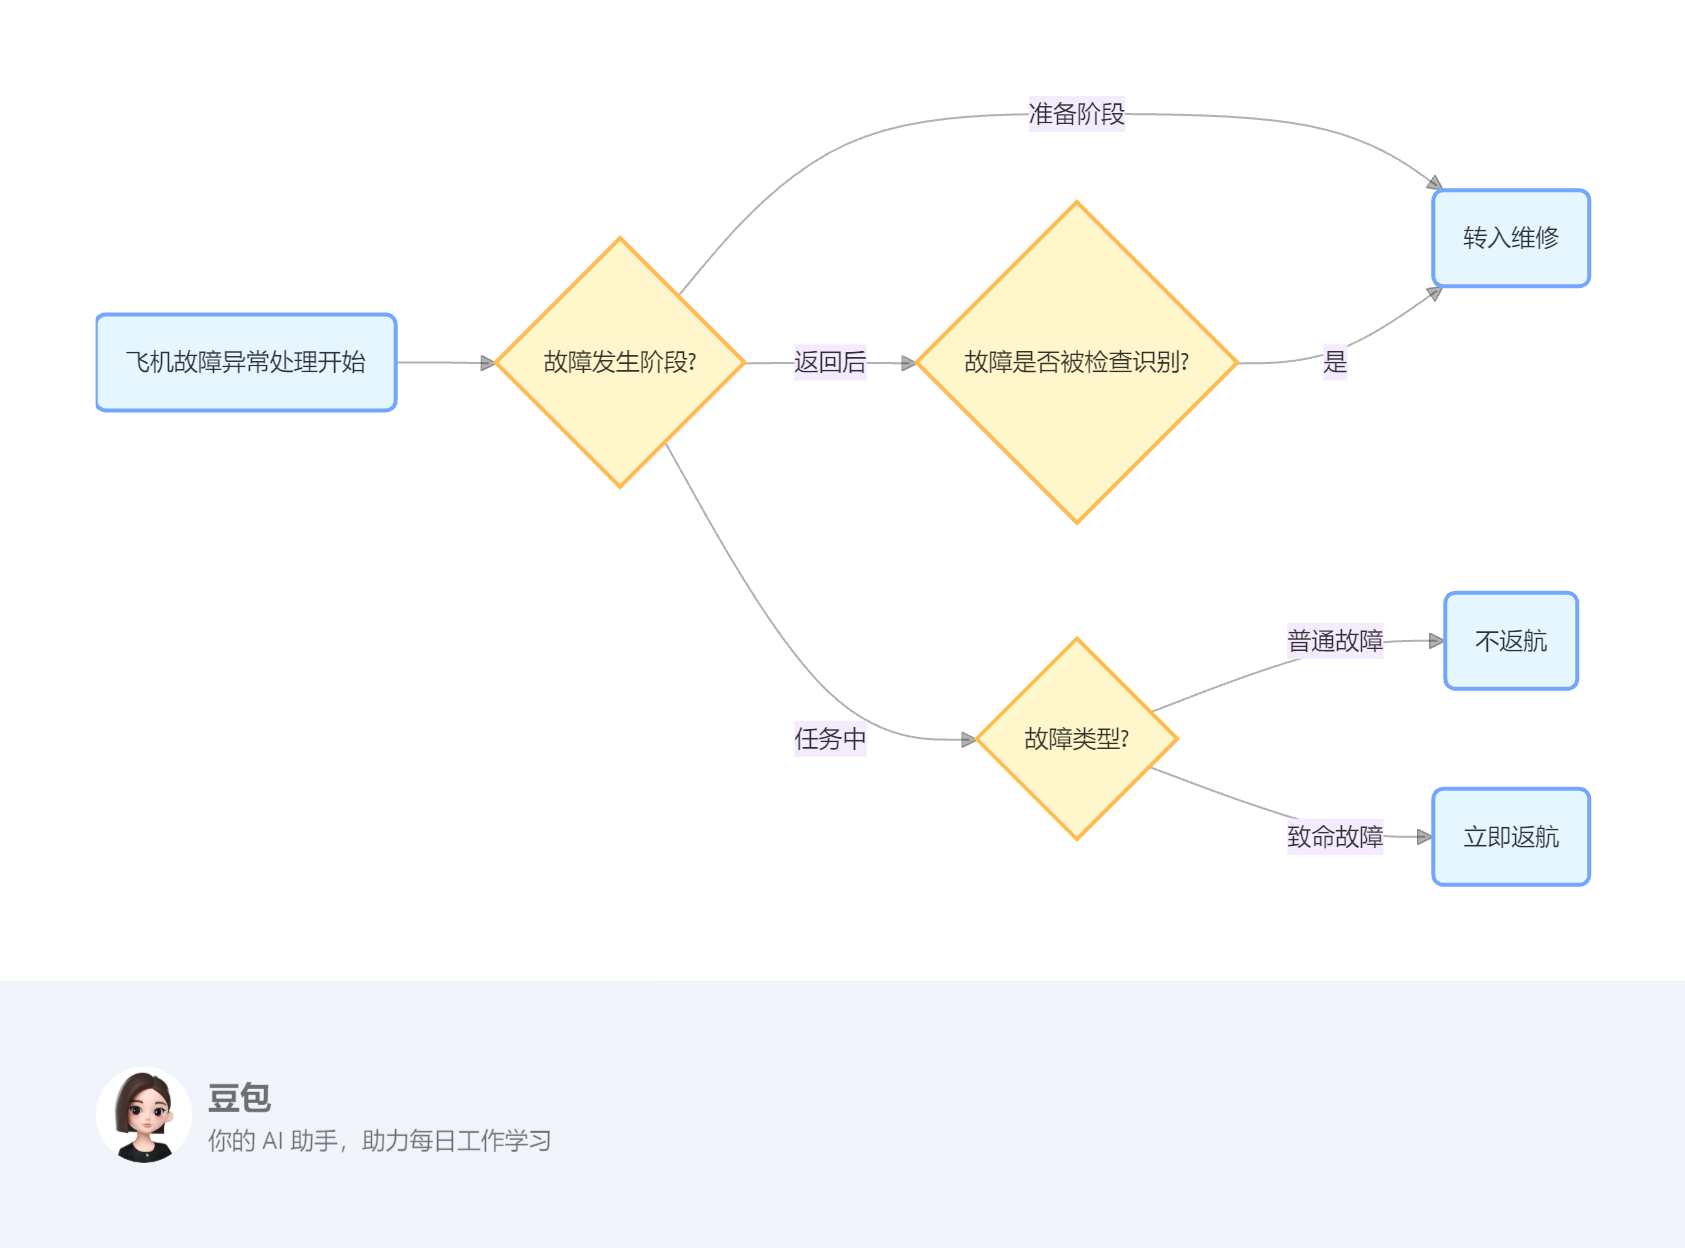 准备阶段
转入维修
飞机故障异常处理开始
故障发生阶段?
返回后
故障是否被检查识别?
是
普通故障
不返航
任务中
故障类型?
致命故障
立即返航
豆包
你的 AI 助手，助力每日工作学习